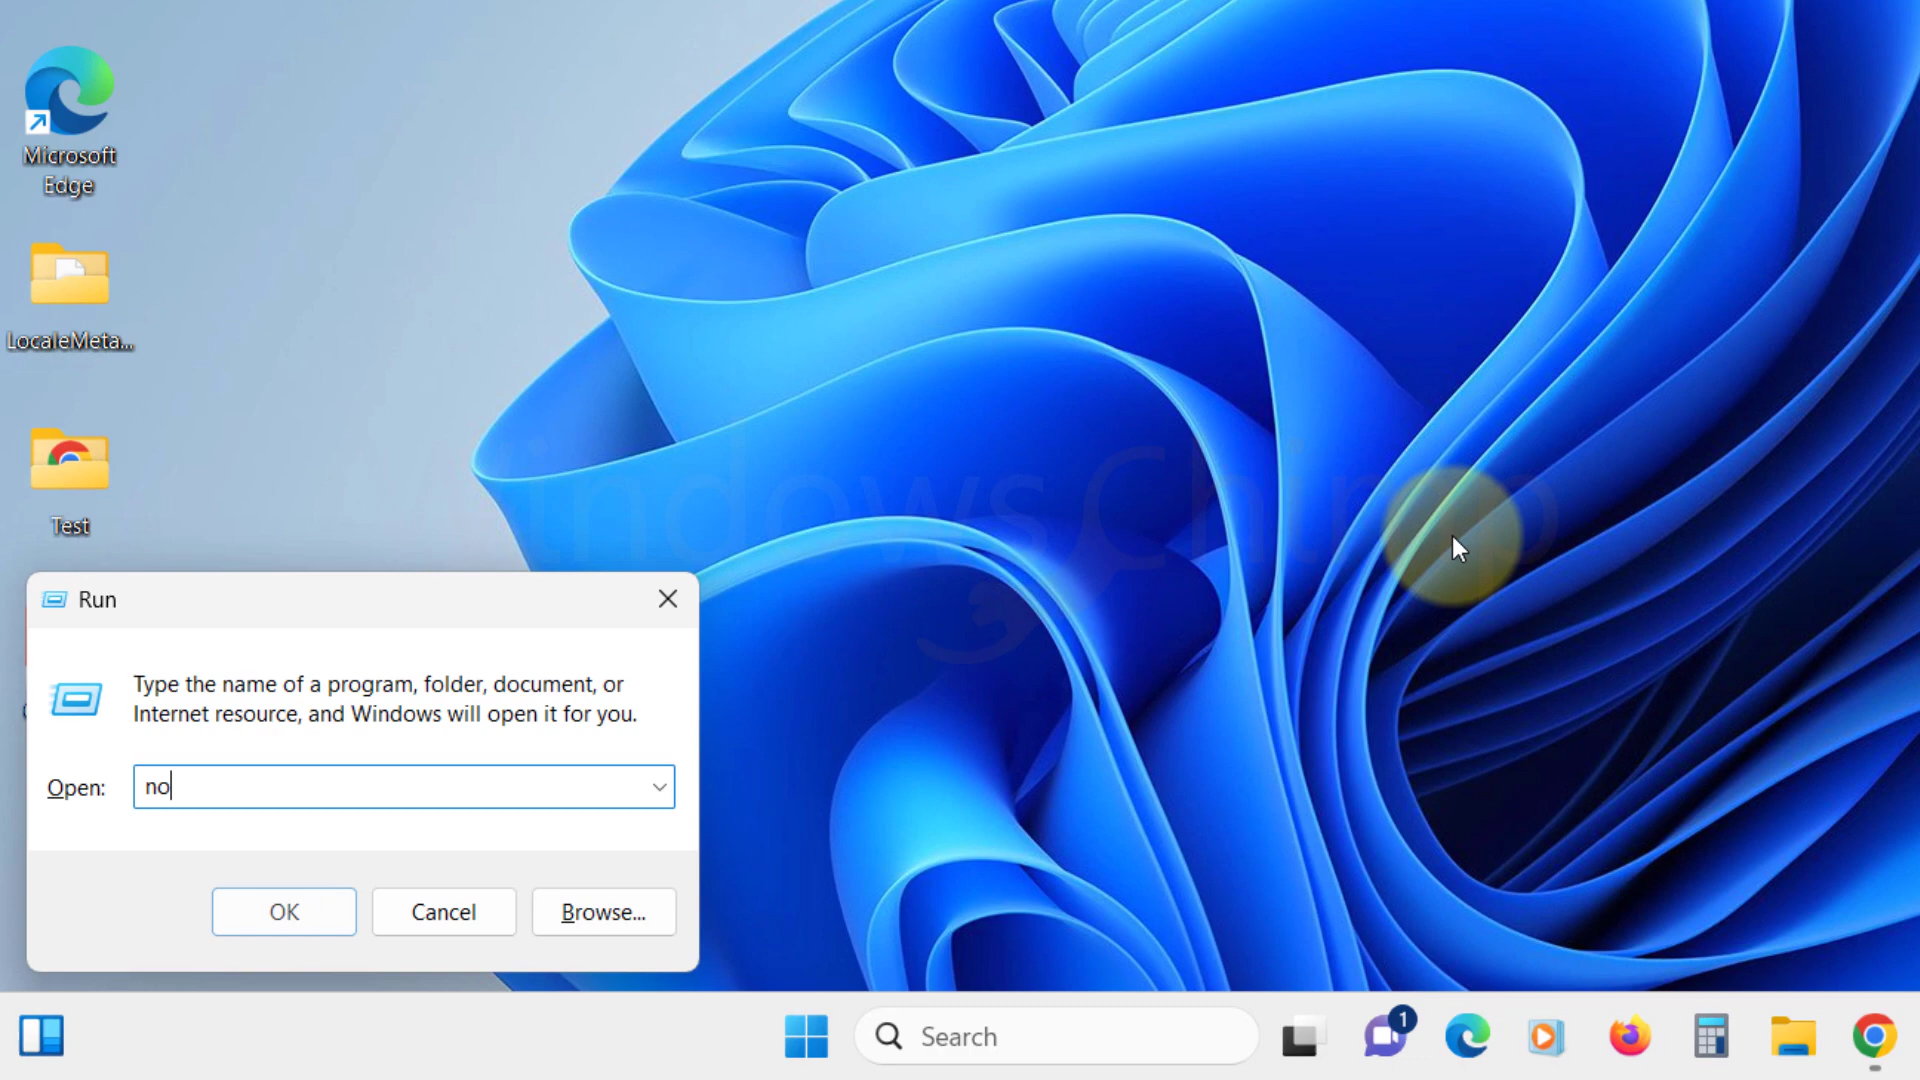 Microsoft
Edge
LocaleMeta...
Test
WindowsChimp
Run
Type the name of a program, folder, document, or
Internet resource, and Windows will open it for you.
Open:
no
OK
Cancel
Browse...
Search
1